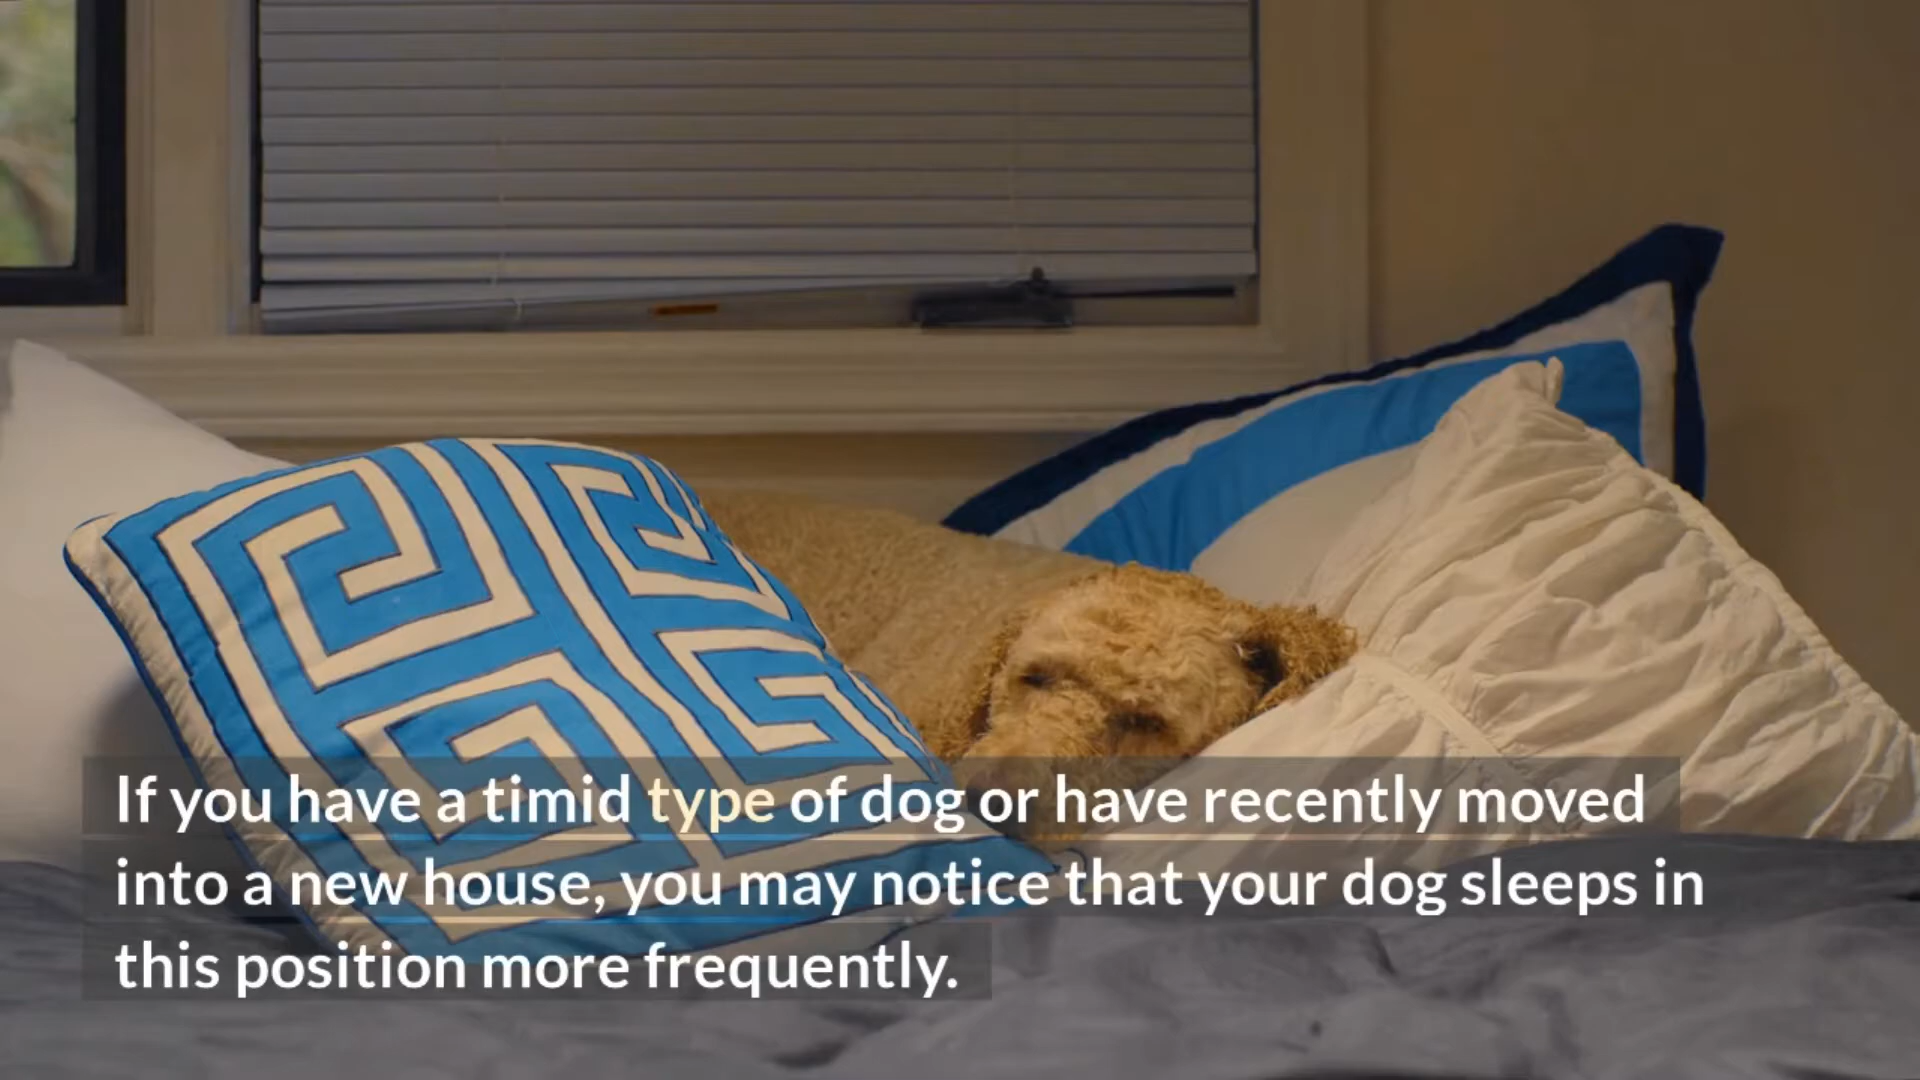 If you have a timid type of dog or have recently moved
into a new house, you may notice that your dog sleeps in
this position more frequently.